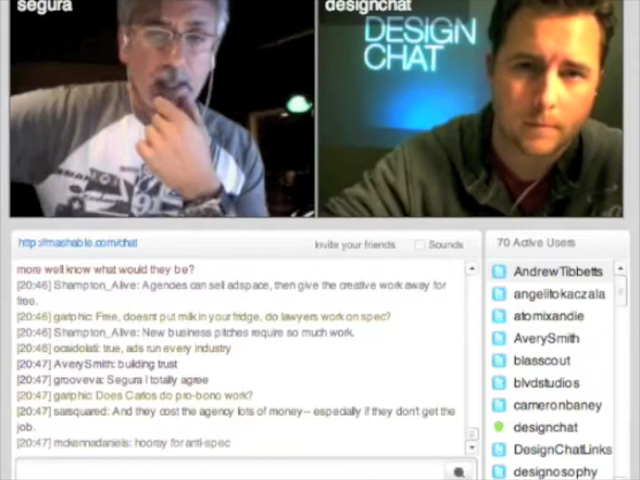 segura
designchat
DESIGN
CHAT
91
http://mashable.com/chat
Invite your friends
Sounds
70 Active Users
more well know what would they be?
[20:46] Shampton_Alive: Agencies can sell adspace, then give the creative work away for
free.
[20:46] garphic: Free, doesnt put milk in your fridge, do lawyers work on spec?
[20:46] Shampton_Alive: New business pitches require so much work.
[20:46] ocsidolati: true, ads run every industry
[20:47] AverySmith: building trust
[20:47] grooveva: Segura I totally agree
[20:47] garphic: Does Carlos do pro-bono work?
[20:47] sarsquared: And they cost the agency lots of money-- especially if they don't get the
job.
[20:47] mckennadaniels: hooray for anti-spec
AndrewTibbetts
angelitokaczala
atomixandie
AverySmith
blasscout
blvdstudios
cameronbaney
designchat
DesignChatLinks
designosophy